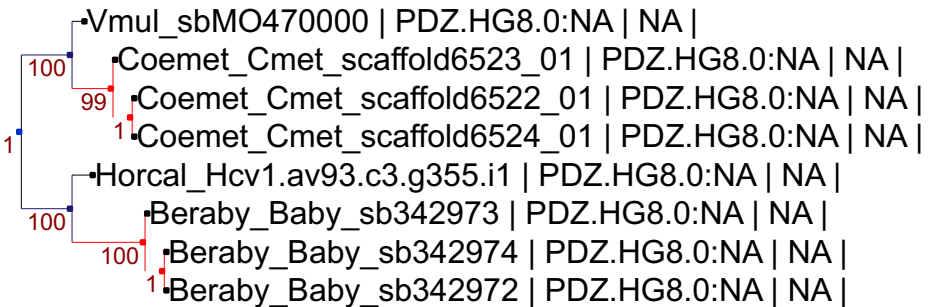 Vmul_sbMO470000 | PDZ.HG8.0:NA | NA |
Coemet_Cmet_scaffold6523_01 | PDZ.HG8.0:NA | NA |
100
Coemet_Cmet_scaffold6522_01 | PDZ.HG8.0:NA | NA |
99
Coemet_Cmet_scaffold6524_01 | PDZ.HG8.0:NA | NA |
1
1
Horcal_Hcv1.av93.c3.g355.i1 | PDZ.HG8.0:NA | NA |
Beraby_Baby_sb342973 | PDZ.HG8.0:NA | NA |
100
Beraby_Baby_sb342974 | PDZ.HG8.0:NA | NA |
100
Beraby_Baby_sb342972 | PDZ.HG8.0:NA | NA |
1